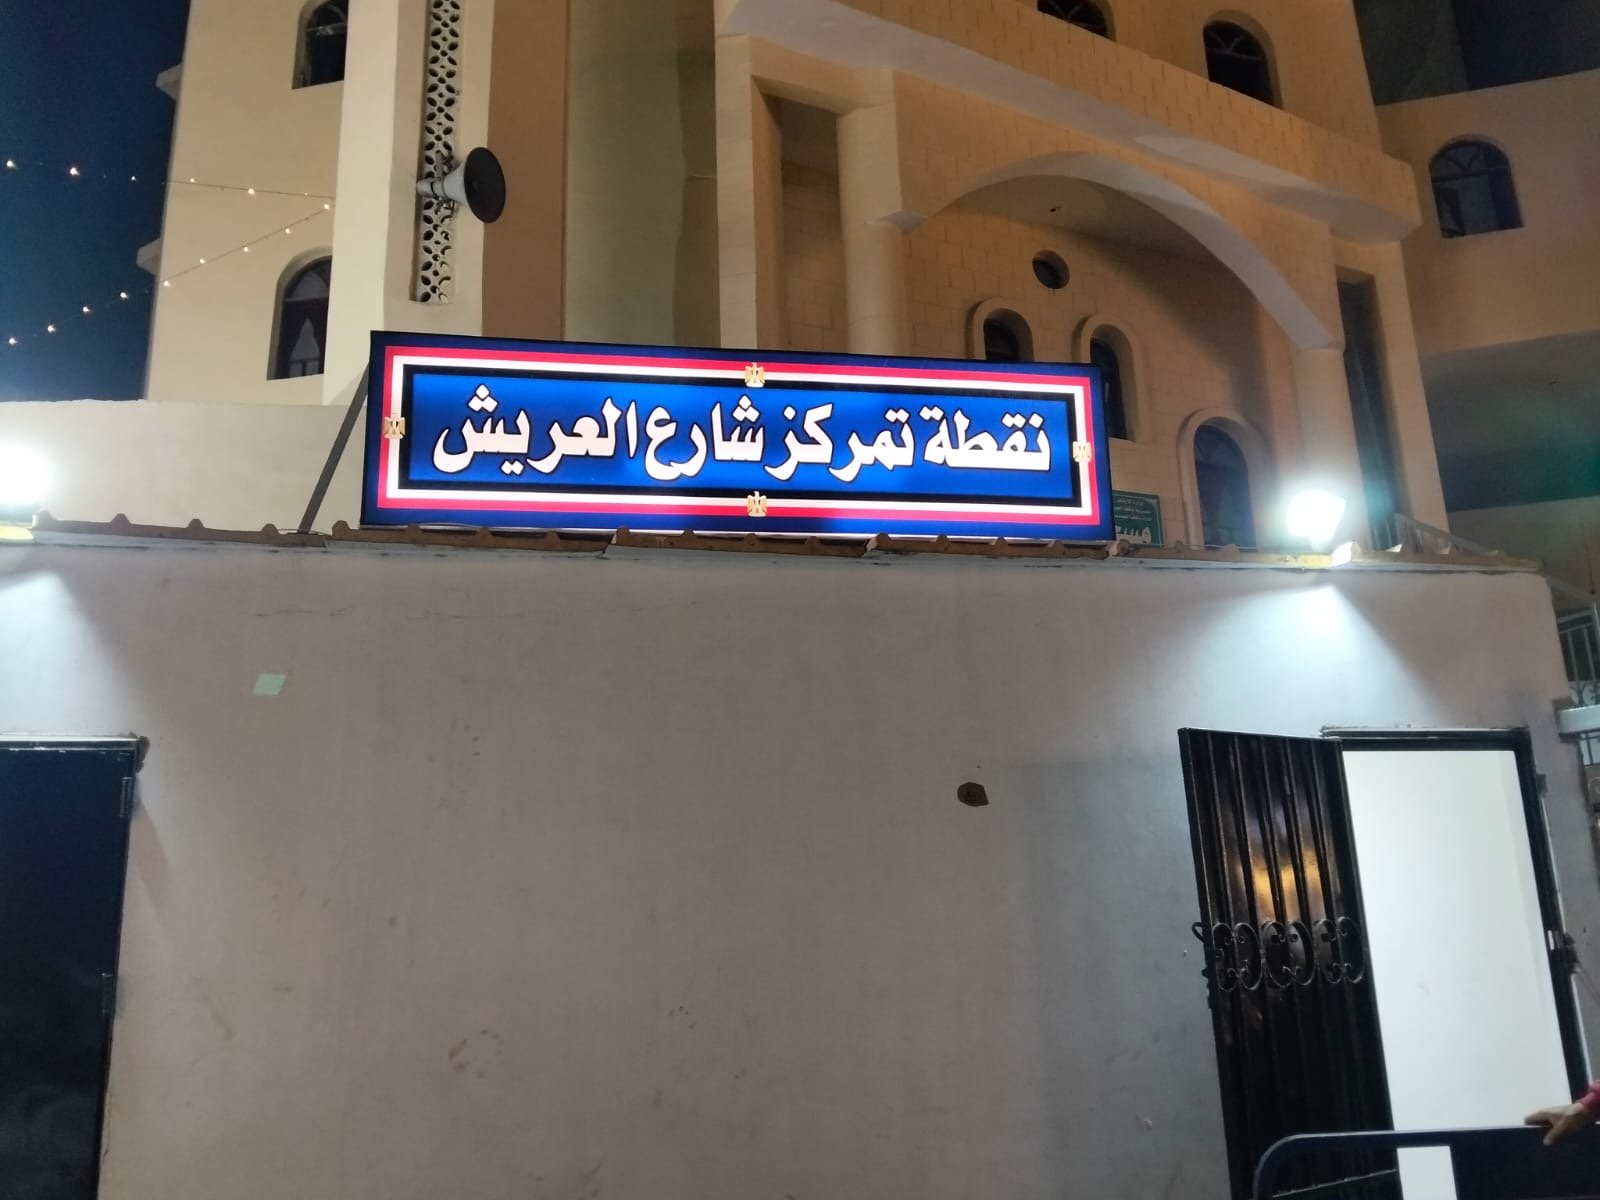 نقطة تمركز شارع العريش